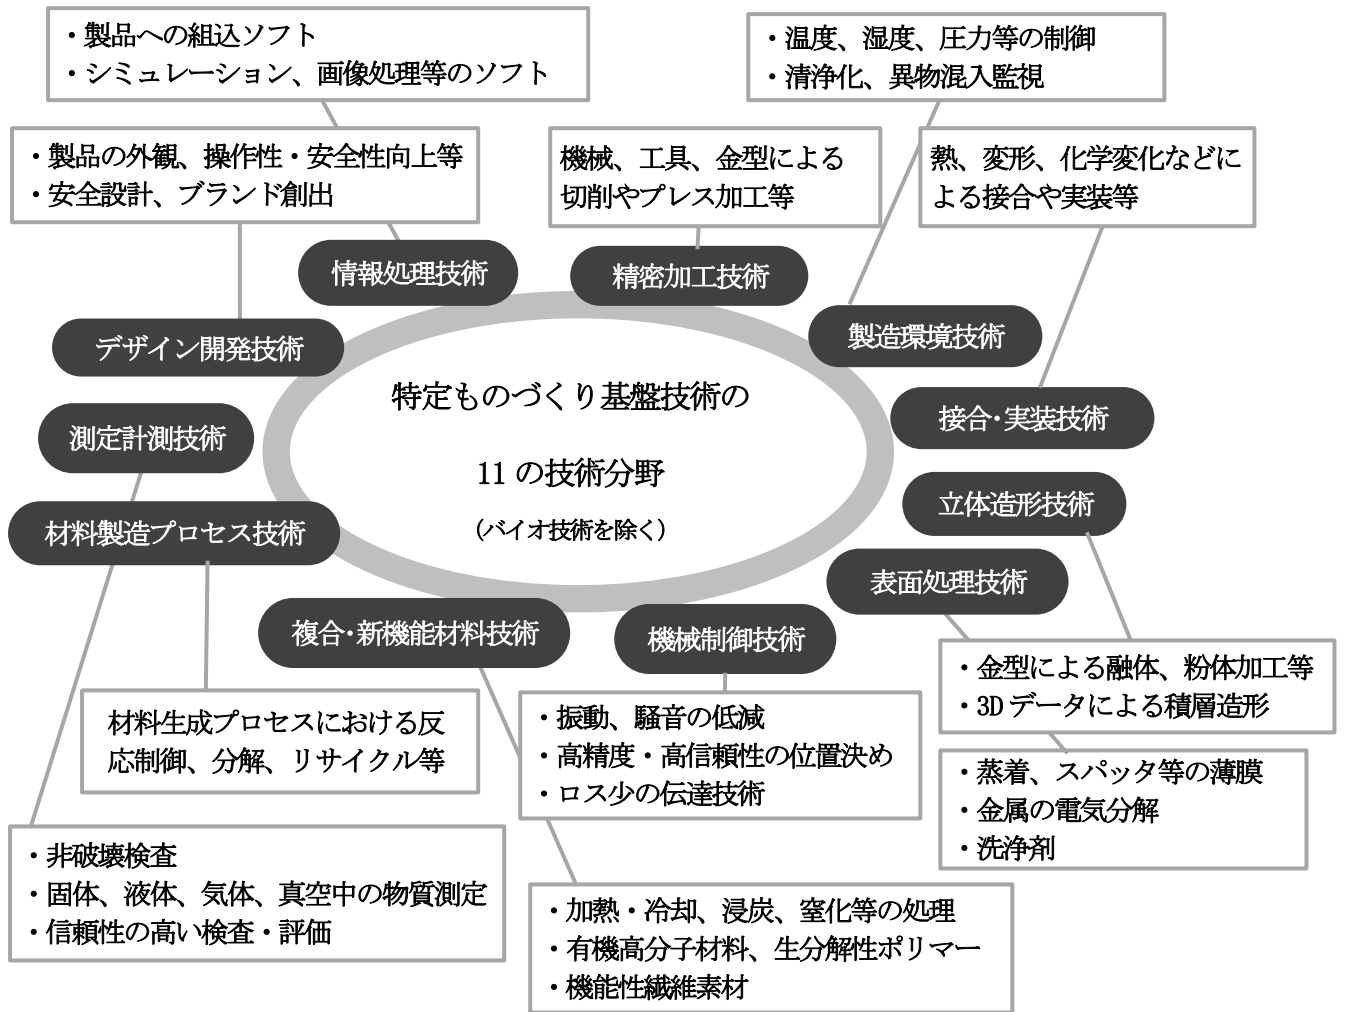 ・製品への組込ソフト
・シミュレーション、画像処理等のソフト
・温度、湿度、圧力等の制御
・清浄化、異物混入監視
・製品の外観、操作性・安全性向上等
・安全設計、ブランド創出
機械、工具、金型による
切削やプレス加工等
熱、変形、化学変化などに
よる接合や実装等
情報処理技術
精密加工技術
製造環境技術
デザイン開発技術
接合・実装技術
測定計測技術
立体造形技術
材料製造プロセス技術
表面処理技術
複合・新機能材料技術
機械制御技術
特定ものづくり基盤技術の
11の技術分野
（バイオ技術を除く）
・金型による融体、粉体加工等
・3Dデータによる積層造形
材料生成プロセスにおける反
応制御、分解、リサイクル等
・振動、騒音の低減
・高精度・高信頼性の位置決め
・ロス少の伝達技術
・蒸着、スパッタ等の薄膜
・金属の電気分解
・洗浄剤
・非破壊検査
・固体、液体、気体、真空中の物質測定
・信頼性の高い検査・評価
・加熱・冷却、浸炭、窒化等の処理
・有機高分子材料、生分解性ポリマー
・機能性繊維素材